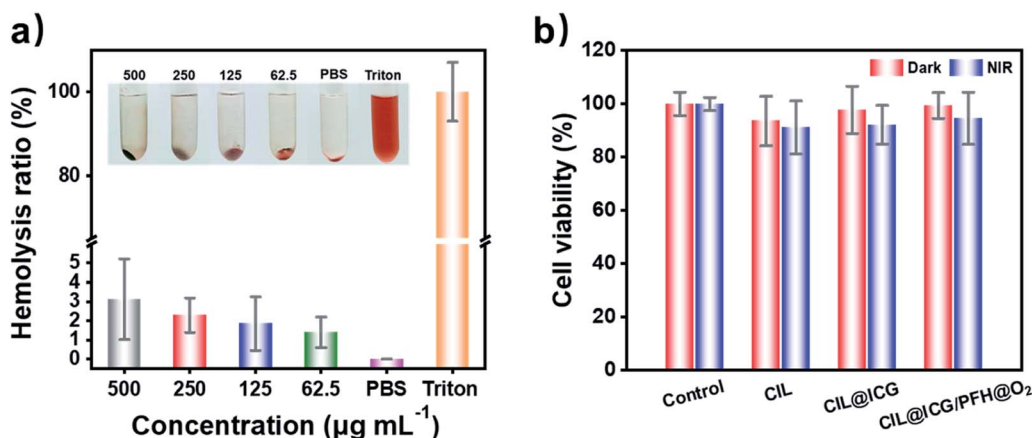 a)
Hemolysis ratio (%)
100
80
5
4
3
2
1
0
500 250 125 62.5 PBS Triton
500 250 125 62.5 PBS Triton
Concentration (μg mL⁻¹)
b)
Cell viability (%)
120
100
80
60
40
20
0
Dark NIR
Control CIL CIL@ICG CIL@ICG/PFH@O₂